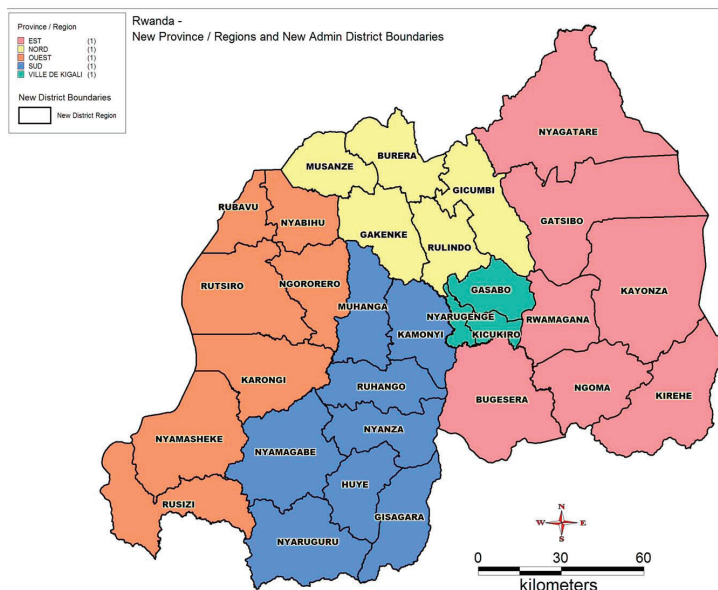 Province / Region
EST (1)
NORD (1)
OUEST (1)
SUD (1)
VILLE DE KIGALI (1)
New District Boundaries
New District Region
Rwanda -
New Province / Regions and New Admin District Boundaries
NYAGATARE
BURERA
MUSANZE
GICUMBI
RUBAVU
NYABIHU
GATSIBO
GAKENKE
RULINDO
RUTSIRO
NGORORERO
GASABO
KAYONZA
MUHANGA
NYARUGENGE
RWAMAGANA
KAMONYI
KICUKIRO
KARONGI
RUHANGO
BUGESERA
NGOMA
KIREHE
NYAMASHEKE
NYANZA
NYAMAGABE
HUYE
RUSIZI
GISAGARA
NYARUGURU
N
W E
S
0 30 60
kilometers